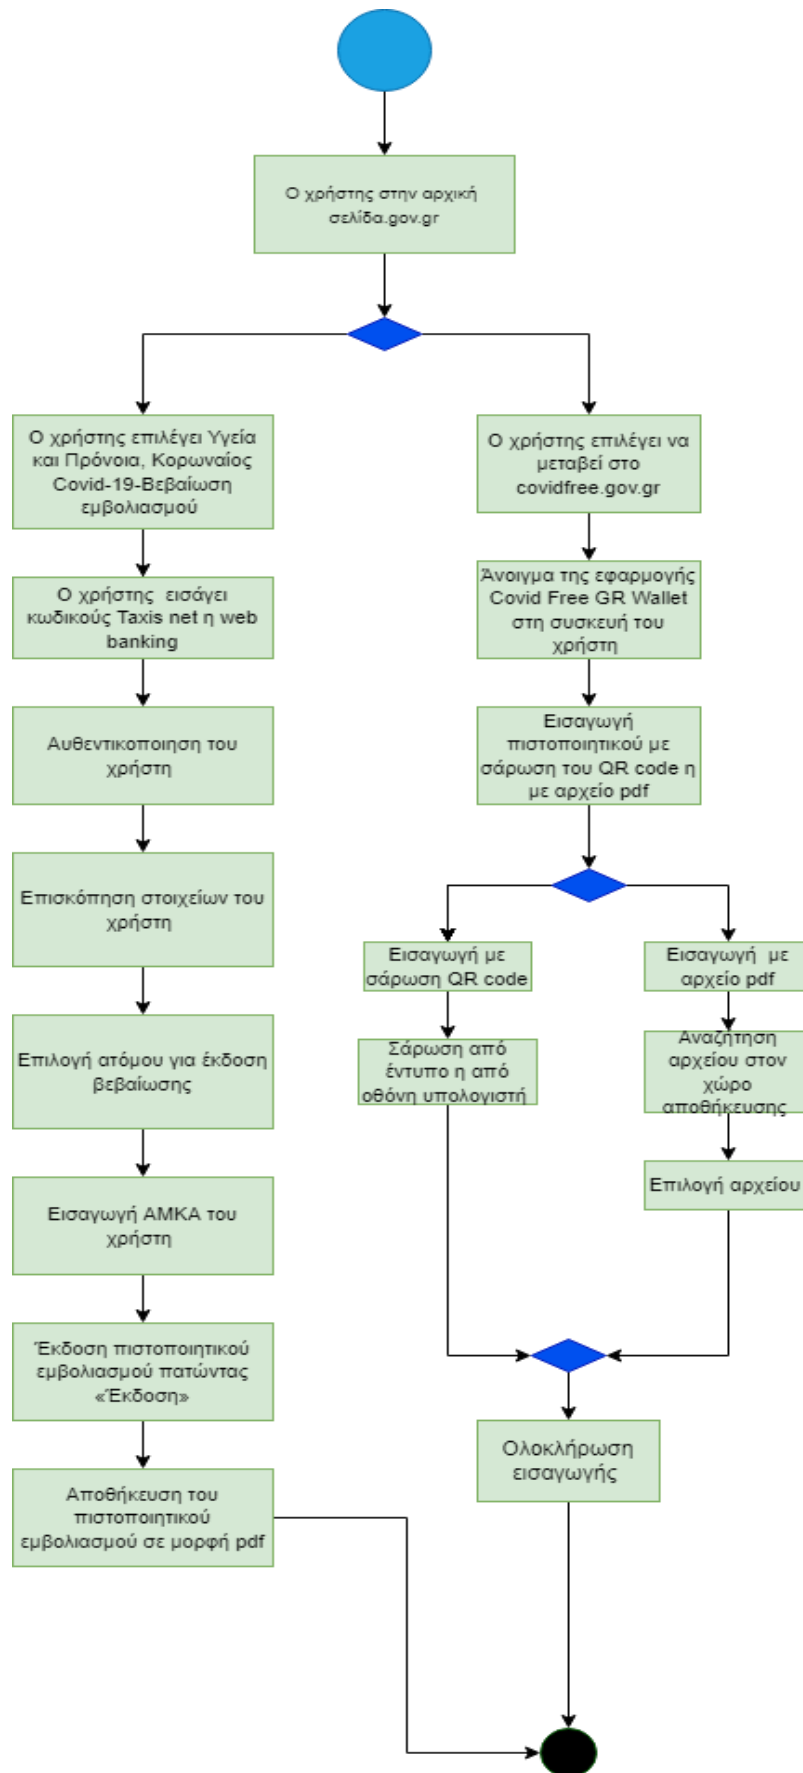 Ο χρήστης στην αρχική
σελίδα.gov.gr
Ο χρήστης επιλέγει Υγεία
και Πρόνοια, Κορωναίος
Covid-19-Βεβαίωση
εμβολιασμού
Ο χρήστης  εισάγει
κωδικούς Taxis net η web
banking
Αυθεντικοποιηση του
χρήστη
Επισκόπηση στοιχείων του
χρήστη
Επιλογή ατόμου για έκδοση
βεβαίωσης
Εισαγωγή ΑΜΚΑ του
χρήστη
Έκδοση πιστοποιητικού
εμβολιασμού πατώντας
«Έκδοση»
Αποθήκευση του
πιστοποιητικού
εμβολιασμού σε μορφή pdf
Ο χρήστης επιλέγει να
μεταβεί στο
covidfree.gov.gr
Άνοιγμα της εφαρμογής
Covid Free GR Wallet
στη συσκευή του
χρήστη
Εισαγωγή
πιστοποιητικού με
σάρωση του QR code η
με αρχείο pdf
Εισαγωγή με
σάρωση QR code
Σάρωση από
έντυπο η από
οθόνη υπολογιστή
Εισαγωγή  με
αρχείο pdf
Αναζήτηση
αρχείου στον
χώρο
αποθήκευσης
Επιλογή αρχείου
Ολοκλήρωση
εισαγωγής